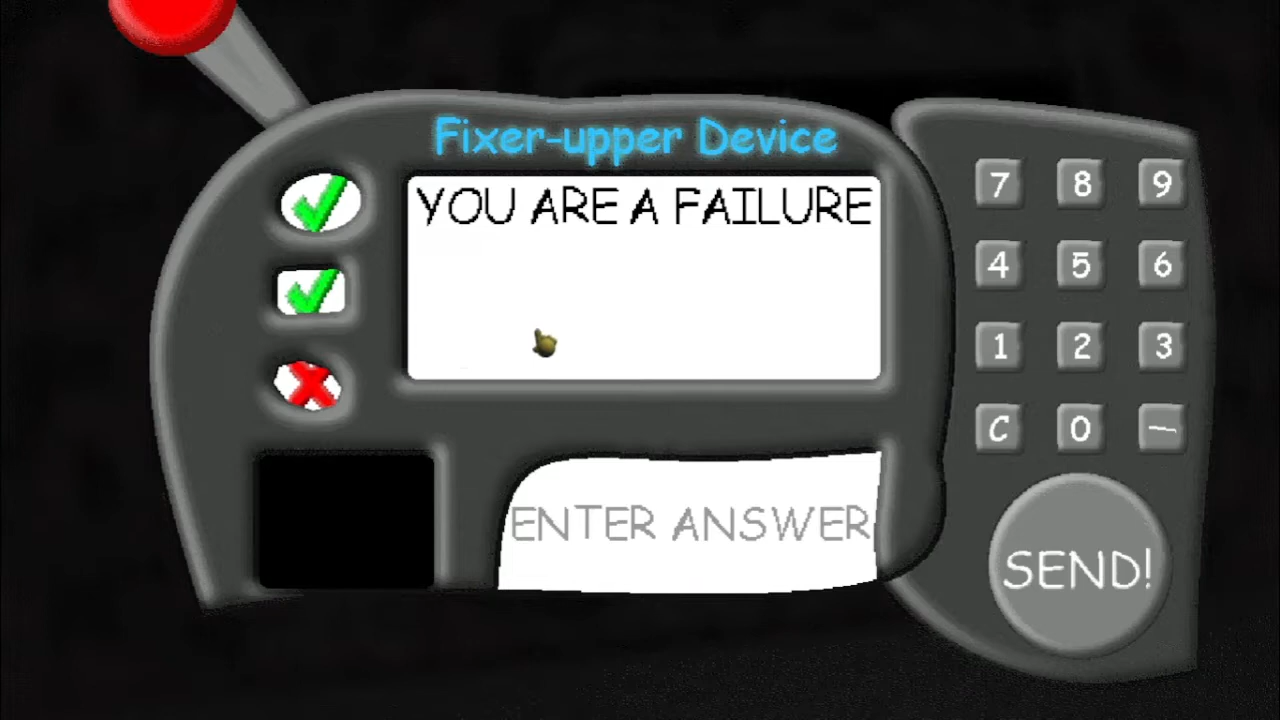 Fixer-upper Device
YOU ARE A FAILURE
7 8 9
4 5 6
1 2 3
C 0 —
ENTER ANSWER
SEND!